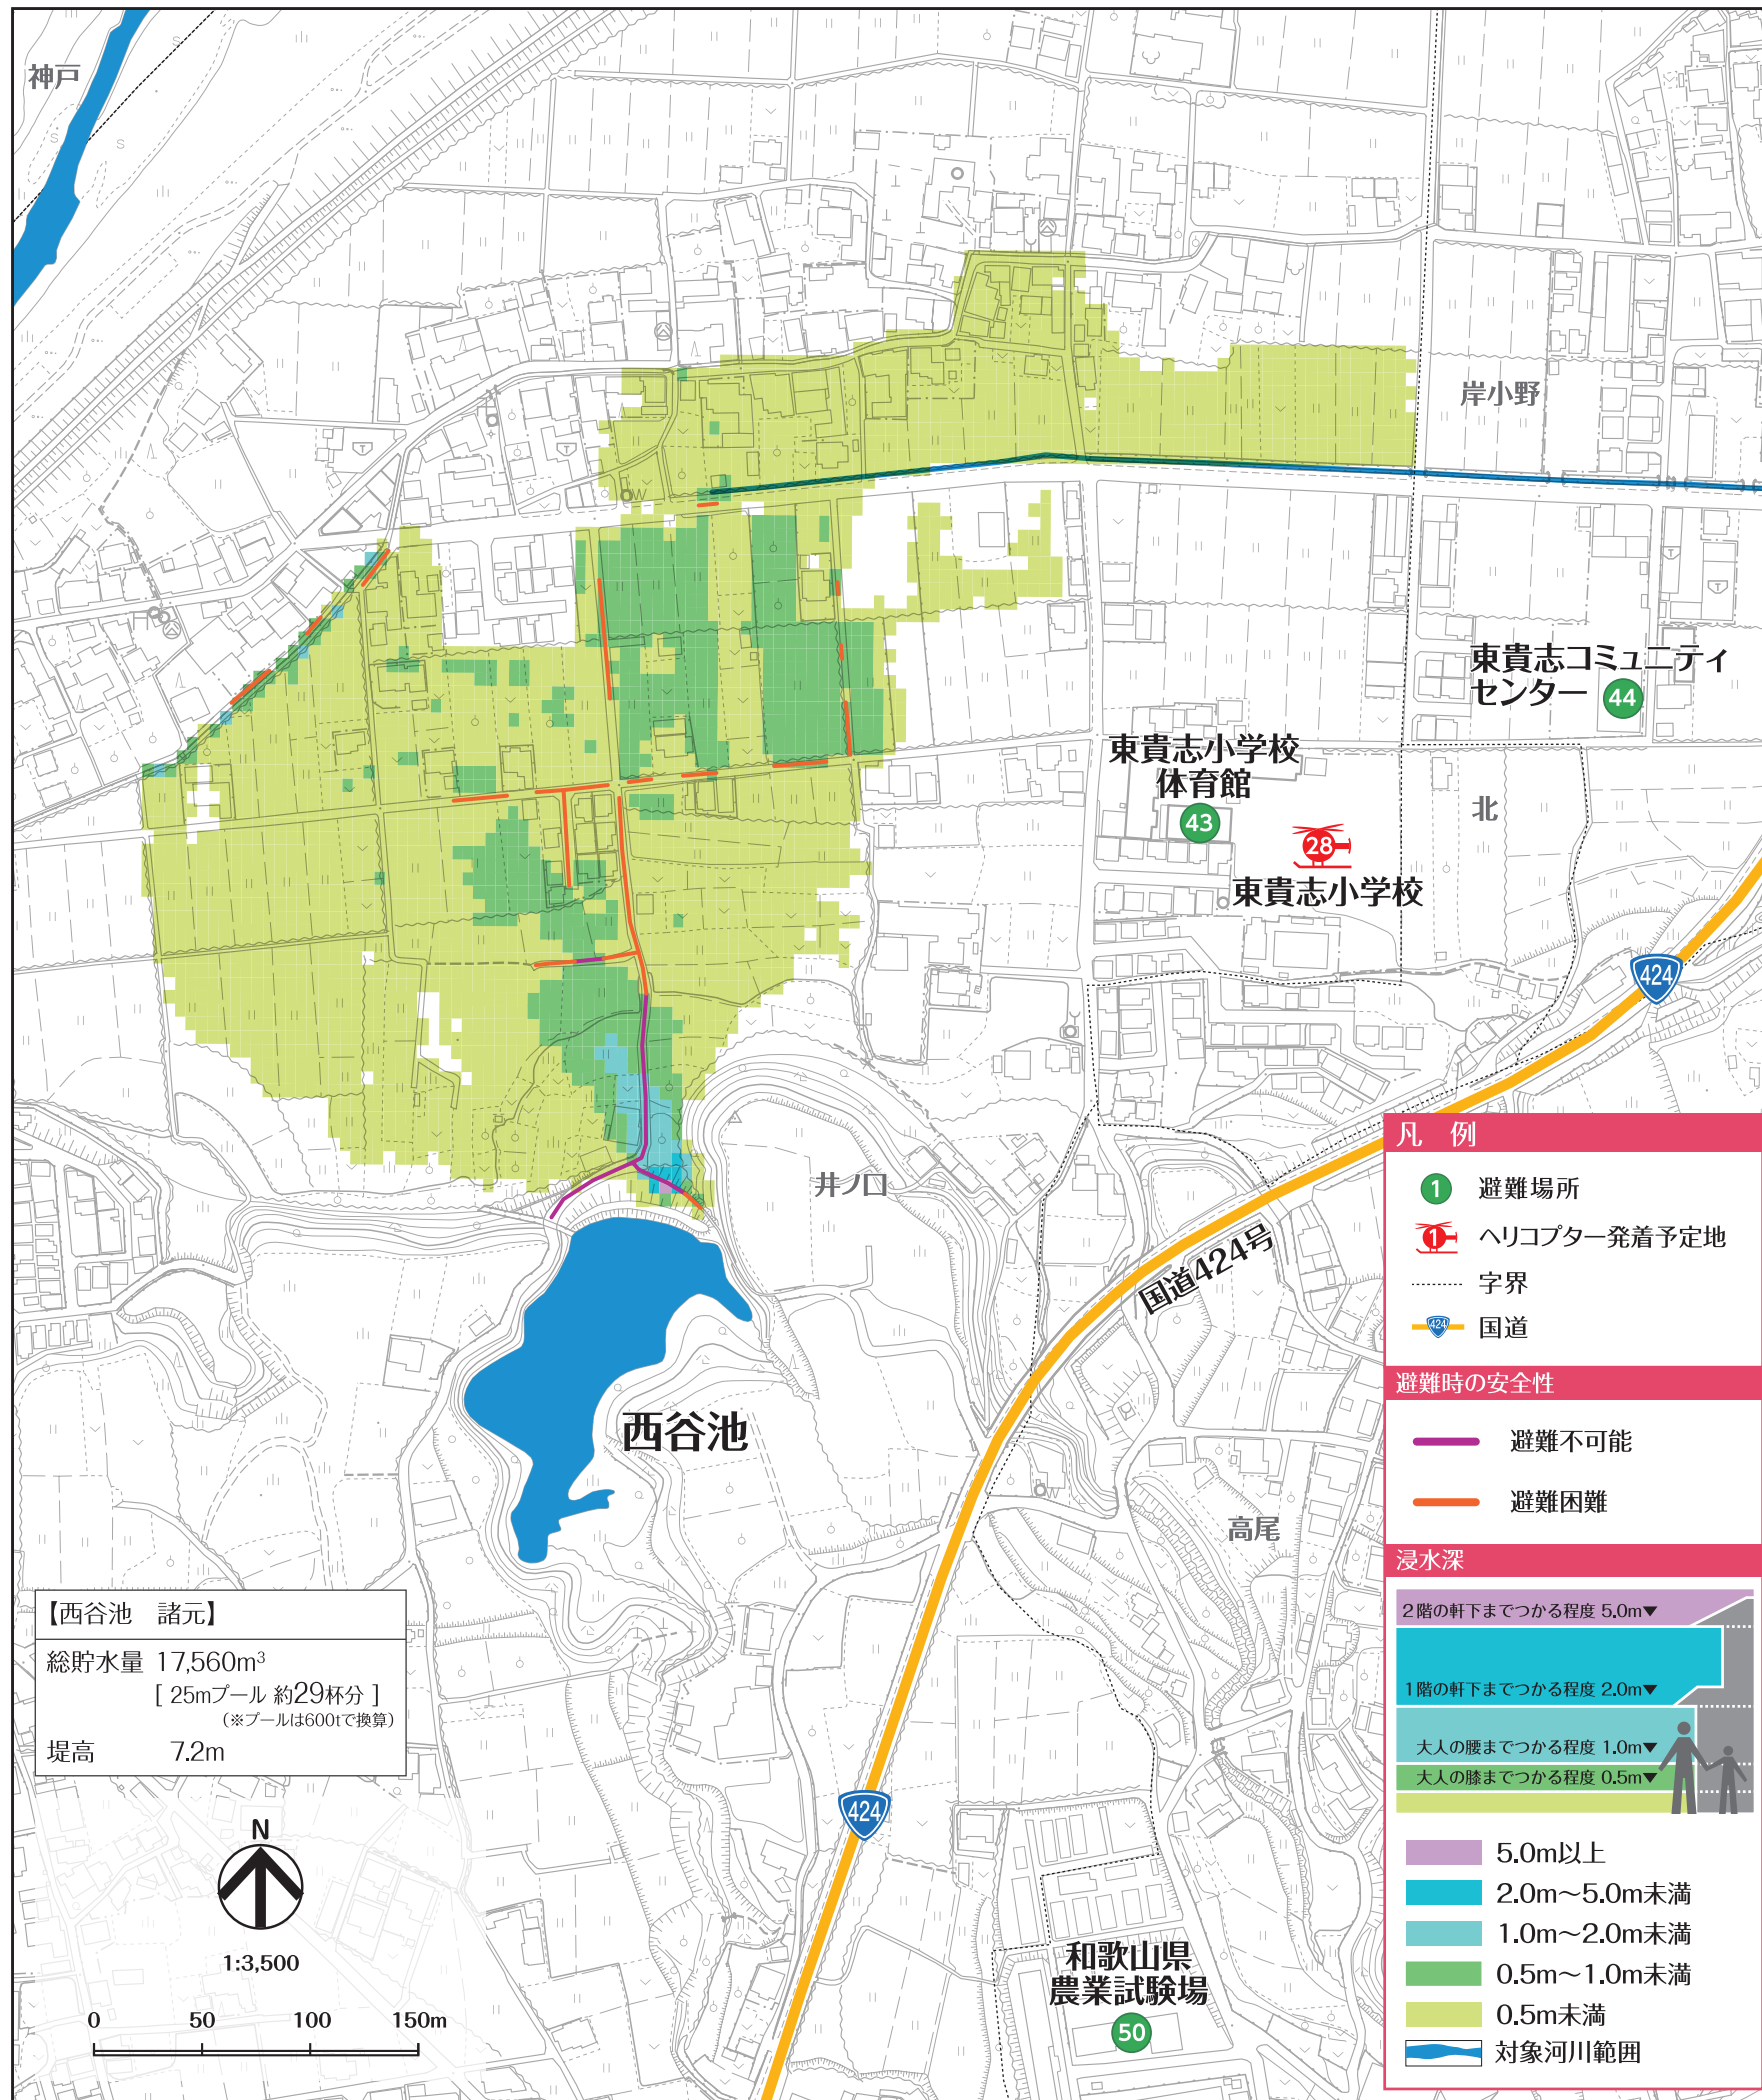 神戸
岸小野
東貴志コミュニティ
センター 44
東貴志小学校
体育館
43
28
東貴志小学校
北
424
井ノ口
国道424号
西谷池
高尾
424
和歌山県
農業試験場
50
【西谷池 諸元】
総貯水量 17,560m³
[ 25mプール 約29杯分 ]
(※プールは600tで換算)
堤高 7.2m
N
1:3,500
0 50 100 150m
凡 例
1 避難場所
1 ヘリコプター発着予定地
字界
424 国道
避難時の安全性
避難不可能
避難困難
浸水深
2階の軒下までつかる程度 5.0m▼
1階の軒下までつかる程度 2.0m▼
大人の腰までつかる程度 1.0m▼
大人の膝までつかる程度 0.5m▼
5.0m以上
2.0m〜5.0m未満
1.0m〜2.0m未満
0.5m〜1.0m未満
0.5m未満
対象河川範囲